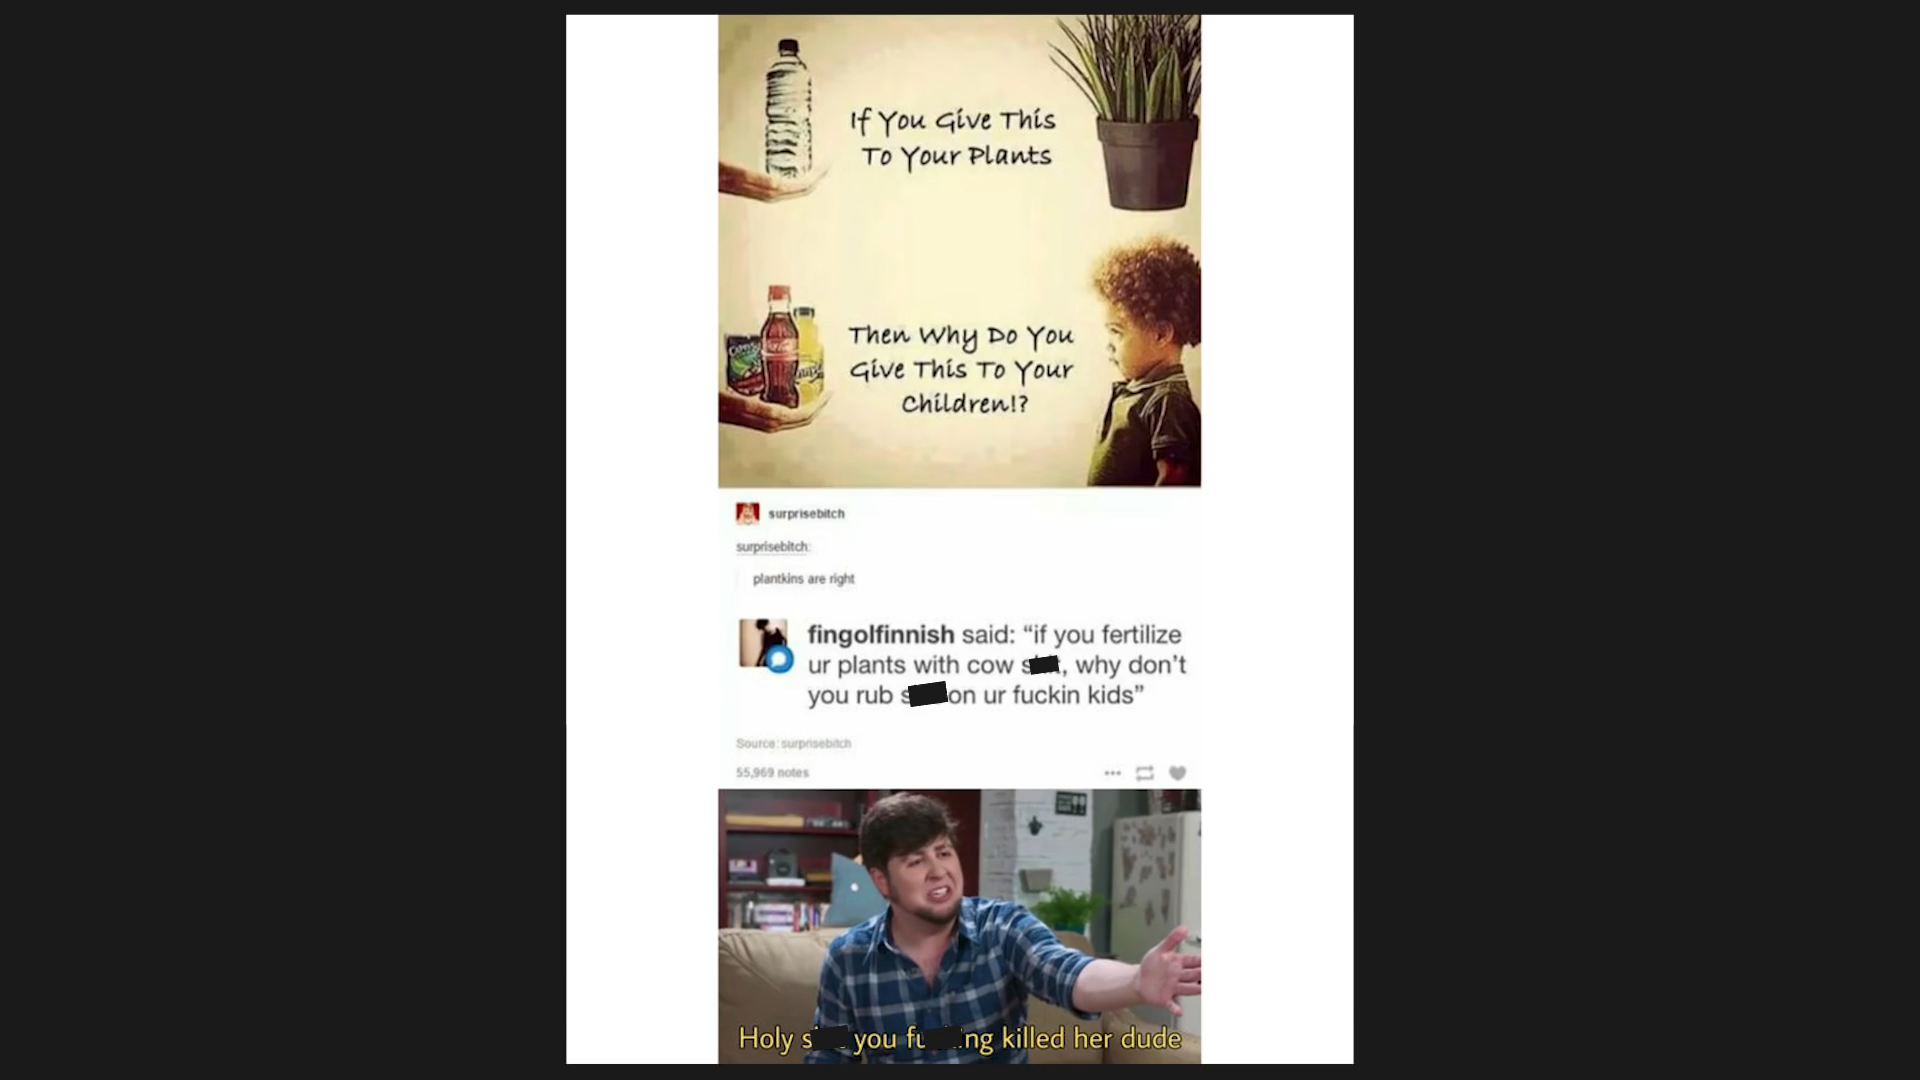 If You Give This
To Your Plants
Then Why Do You
Give This To Your
Children!?
surprisebitch
surprisebitch:
plantkins are right
fingolfinnish said: “if you fertilize
ur plants with cow, why don’t
you rub on ur fuckin kids”
Source: surprisebitch
55,969 notes
Holy you killed her dude